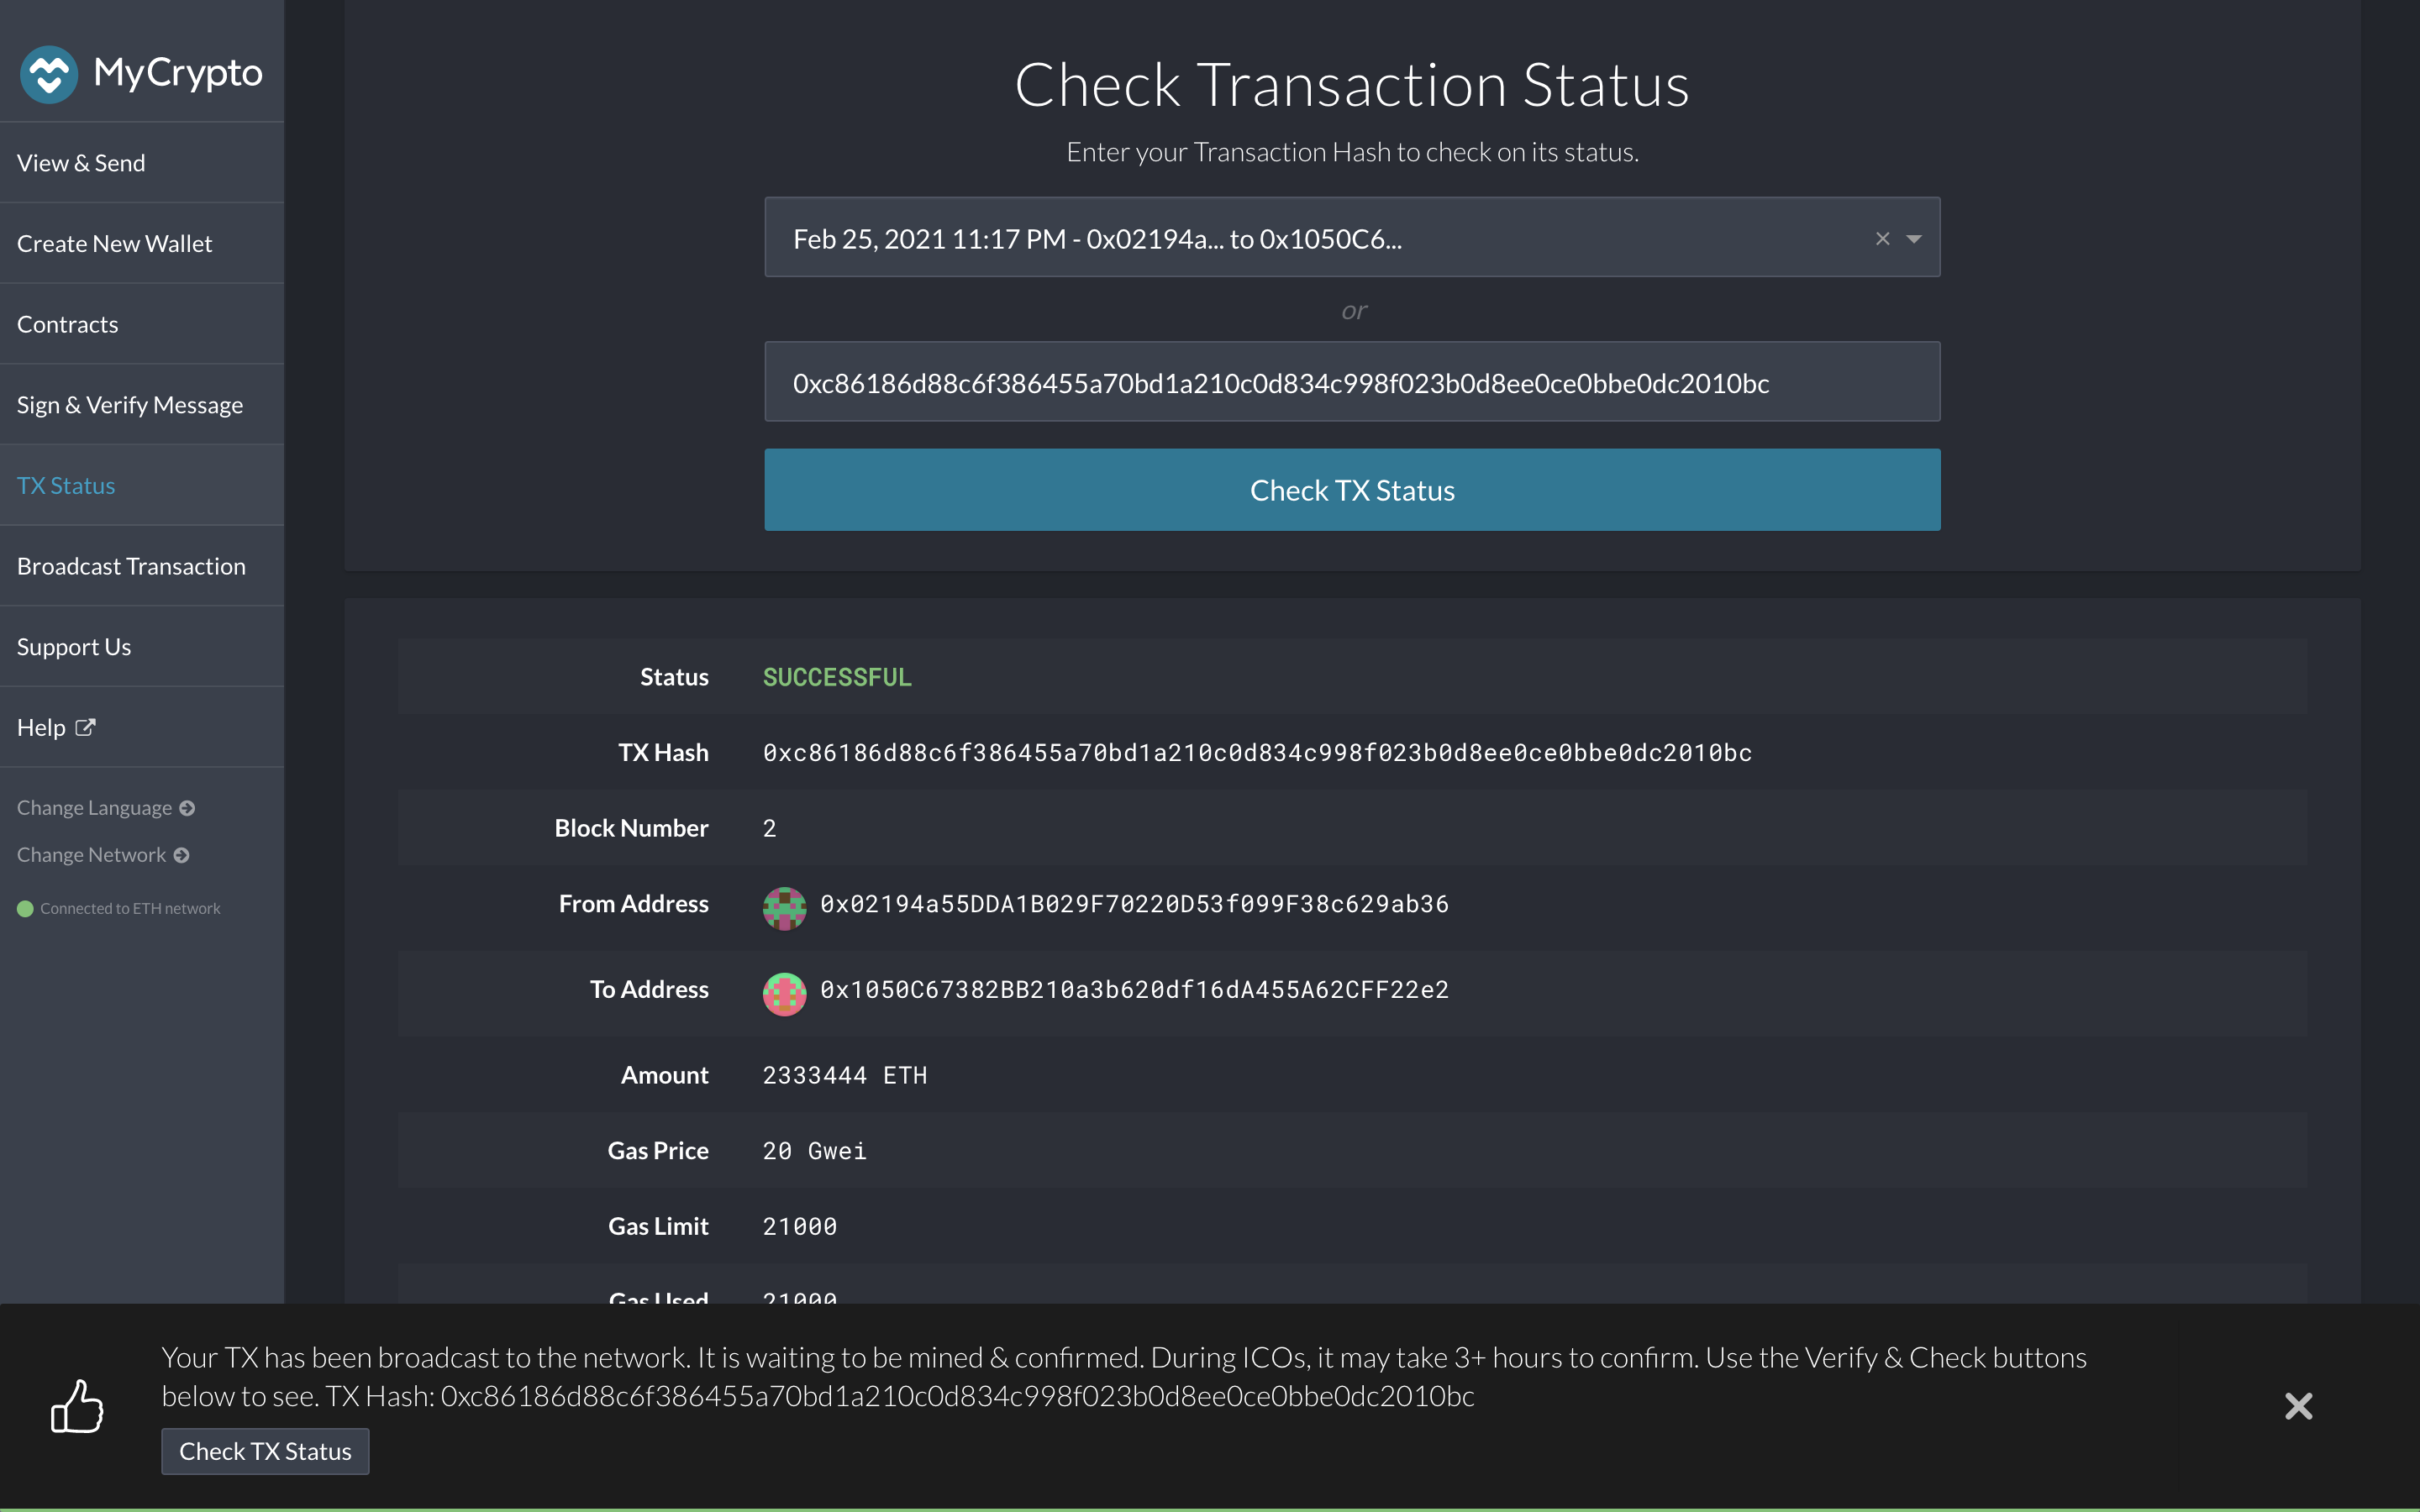 MyCrypto
View & Send
Create New Wallet
Contracts
Sign & Verify Message
TX Status
Broadcast Transaction
Support Us
Help
Change Language
Change Network
Connected to ETH network
Check Transaction Status
Enter your Transaction Hash to check on its status.
Feb 25, 2021 11:17 PM - 0x02194a... to 0x1050C6...
or
0xc86186d88c6f386455a70bd1a210c0d834c998f023b0d8ee0ce0bbe0dc2010bc
Check TX Status
Status SUCCESSFUL
TX Hash 0xc86186d88c6f386455a70bd1a210c0d834c998f023b0d8ee0ce0bbe0dc2010bc
Block Number 2
From Address 0x02194a55DDA1B029F70220D53f099F38c629ab36
To Address 0x1050C67382BB210a3b620df16dA455A62CFF22e2
Amount 2333444 ETH
Gas Price 20 Gwei
Gas Limit 21000
Gas Used 21000
Your TX has been broadcast to the network. It is waiting to be mined & confirmed. During ICOs, it may take 3+ hours to confirm. Use the Verify & Check buttons
below to see. TX Hash: 0xc86186d88c6f386455a70bd1a210c0d834c998f023b0d8ee0ce0bbe0dc2010bc
Check TX Status